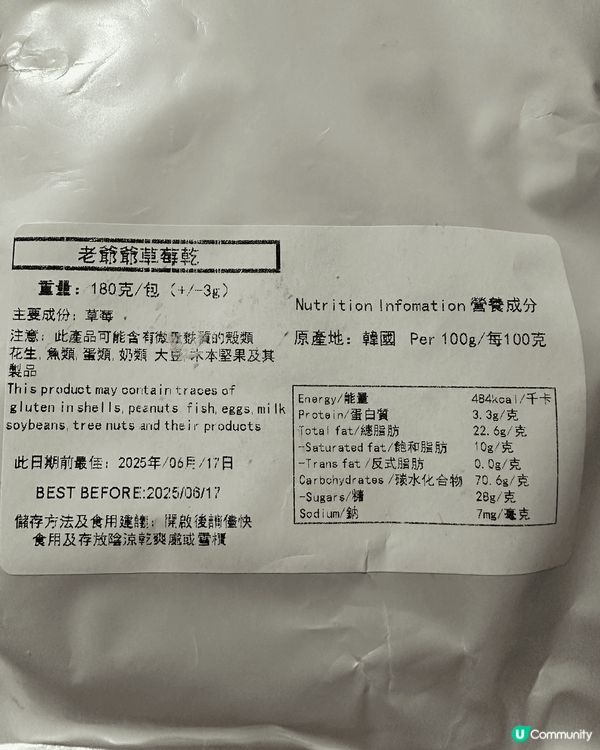 老爺爺草莓乾
重量：180克/包 (+/-3g)
主要成份：草莓，
注意：此產品可能含有微量麩質的殼類
花生, 魚類, 蛋類, 奶類 大豆 木本堅果及其
製品
This product may contain traces of
gluten in shells, peanuts fish, eggs, milk
soybeans, tree nuts and their products
此日期前最佳：2025年/06月/17日
BEST BEFORE:2025/06/17
儲存方法及食用建議：開啟後請儘快
食用及存放陰涼乾爽處或雪櫃
Nutrition Infomation 營養成分
原產地：韓國 Per 100g/每100克
Energy/能量 484kcal/千卡
Protein/蛋白質 3.3g/克
Total fat/總脂肪 22.6g/克
-Saturated fat/飽和脂肪 10g/克
-Trans fat /反式脂肪 0.0g/克
Carbohydrates /碳水化合物 70.6g/克
-Sugars/糖 28g/克
Sodium/鈉 7mg/毫克
U Community